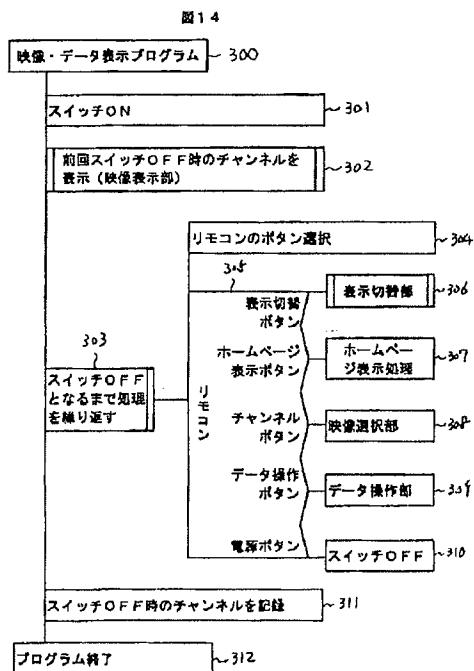 図14
映像・データ表示プログラム
300
スイッチON
301
前回スイッチOFF時のチャンネルを
表示(映像表示部)
302
リモコンのボタン選択
304
305
表示切替
ボタン
表示切替部
306
303
スイッチOFF
となるまで処理
を繰り返す
リモコン
ホームページ
表示ボタン
ホームペー
ジ表示処理
307
チャンネル
ボタン
映像選択部
308
データ操作
ボタン
データ操作部
309
電源ボタン
スイッチOFF
310
スイッチOFF時のチャンネルを記録
311
プログラム終了
312